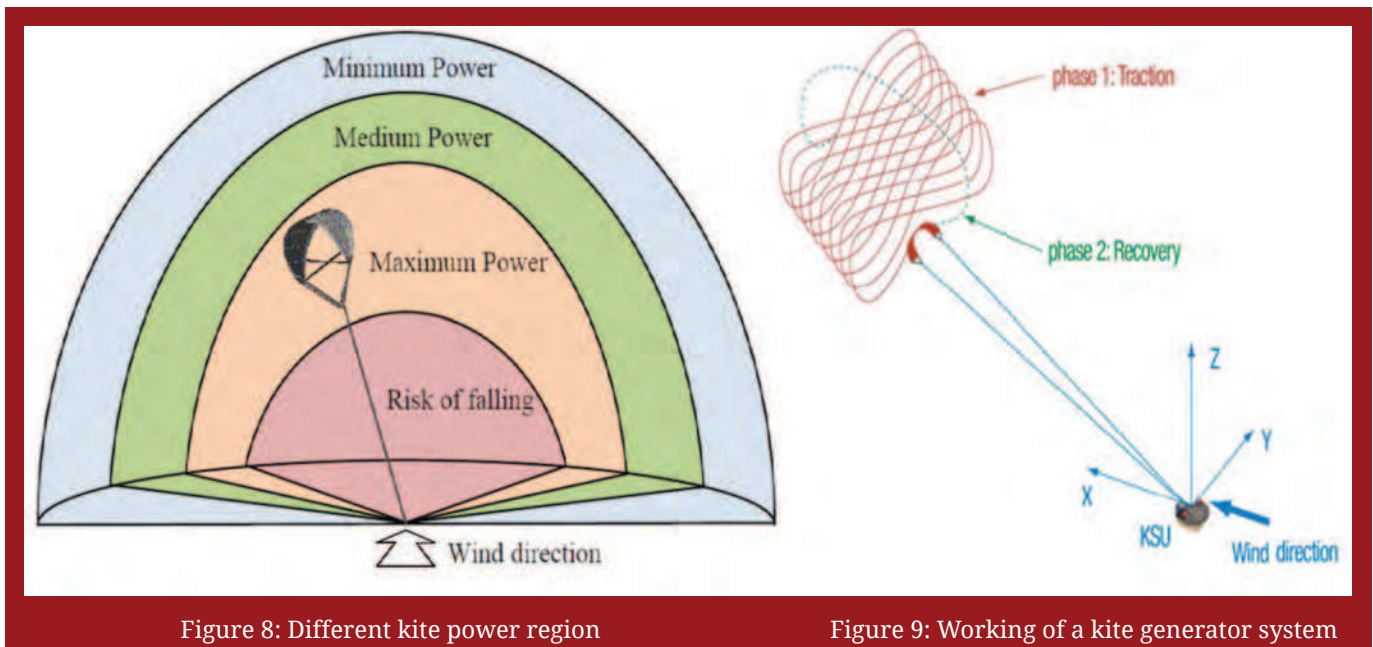 Minimum Power
Medium Power
Maximum Power
Risk of falling
Wind direction
phase 1: Traction
phase 2: Recovery
Z
Y
X
KSU
Wind direction
Figure 8: Different kite power region
Figure 9: Working of a kite generator system